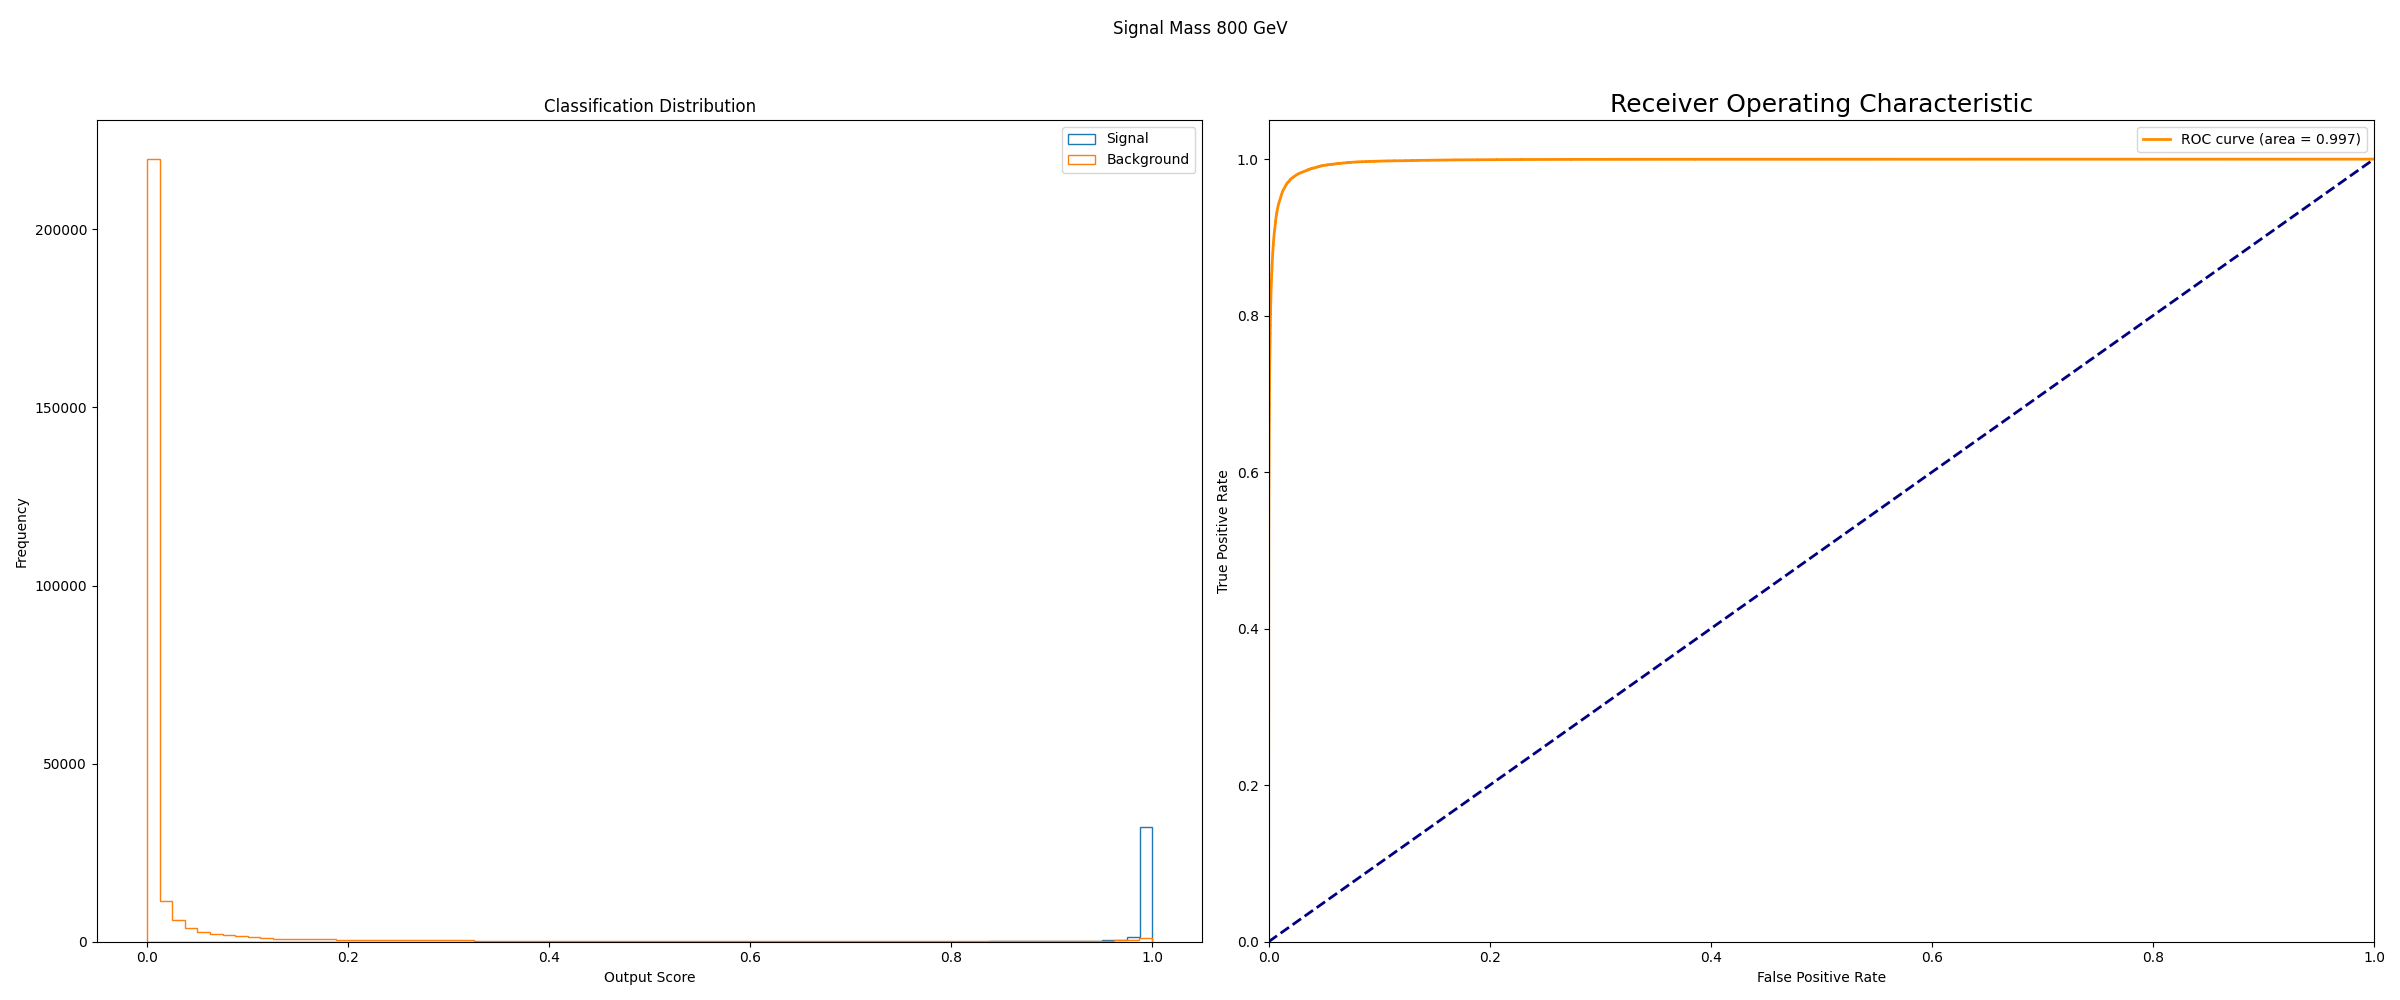 Signal Mass 800 GeV
Classification Distribution
Signal
Background
200000
150000
100000
50000
0
Frequency
0.0 0.2 0.4 0.6 0.8 1.0
Output Score
Receiver Operating Characteristic
ROC curve (area = 0.997)
1.0
0.8
0.6
0.4
0.2
0.0
True Positive Rate
0.0 0.2 0.4 0.6 0.8 1.0
False Positive Rate